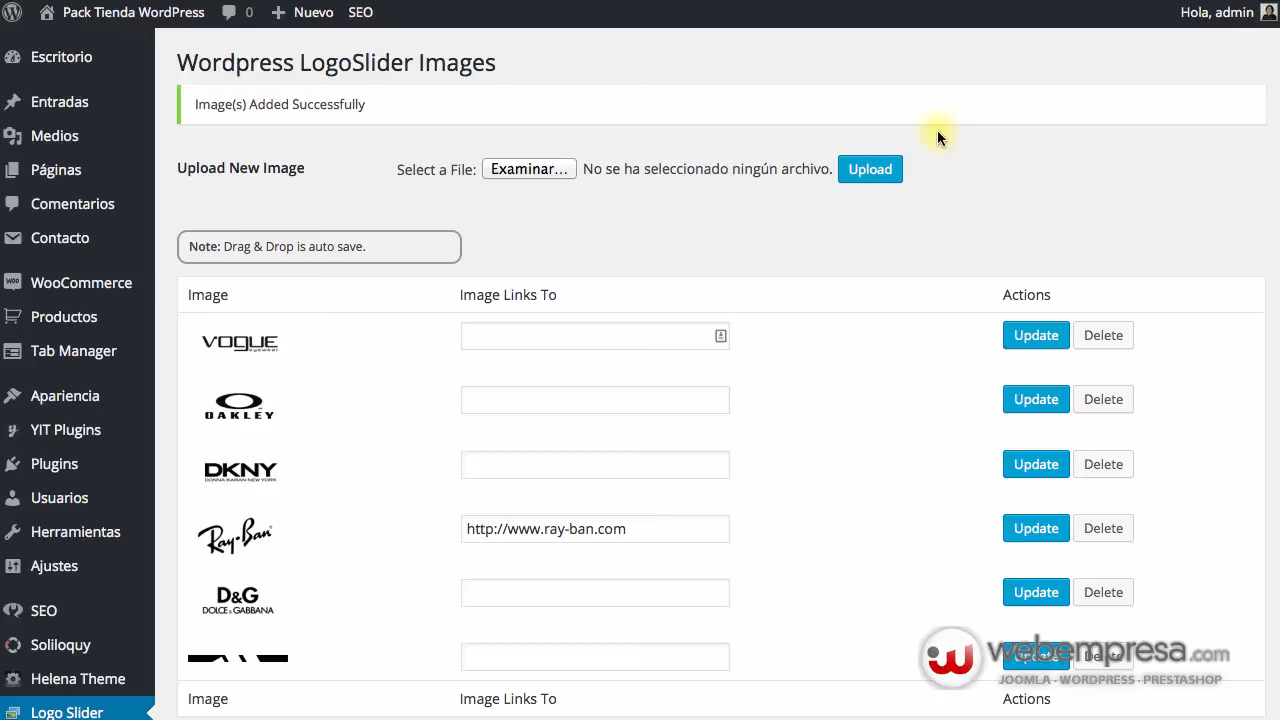 Pack Tienda WordPress 0 Nuevo SEO Hola, admin
Escritorio
Entradas
Medios
Páginas
Comentarios
Contacto
WooCommerce
Productos
Tab Manager
Apariencia
YIT Plugins
Plugins
Usuarios
Herramientas
Ajustes
SEO
Soliloquy
Helena Theme
Logo Slider
Wordpress LogoSlider Images
Image(s) Added Successfully
Upload New Image Select a File: Examinar... No se ha seleccionado ningún archivo. Upload
Note: Drag & Drop is auto save.
Image Image Links To Actions
VOGUE eyewear Update Delete
OAKLEY Update Delete
DKNY
DONNA KARAN NEW YORK
Update Delete
Ray-Ban http://www.ray-ban.com Update Delete
D&G
DOLCE & GABBANA
Update Delete
Update Delete
Image Image Links To Actions
webempresa.com
JOOMLA · WORDPRESS · PRESTASHOP